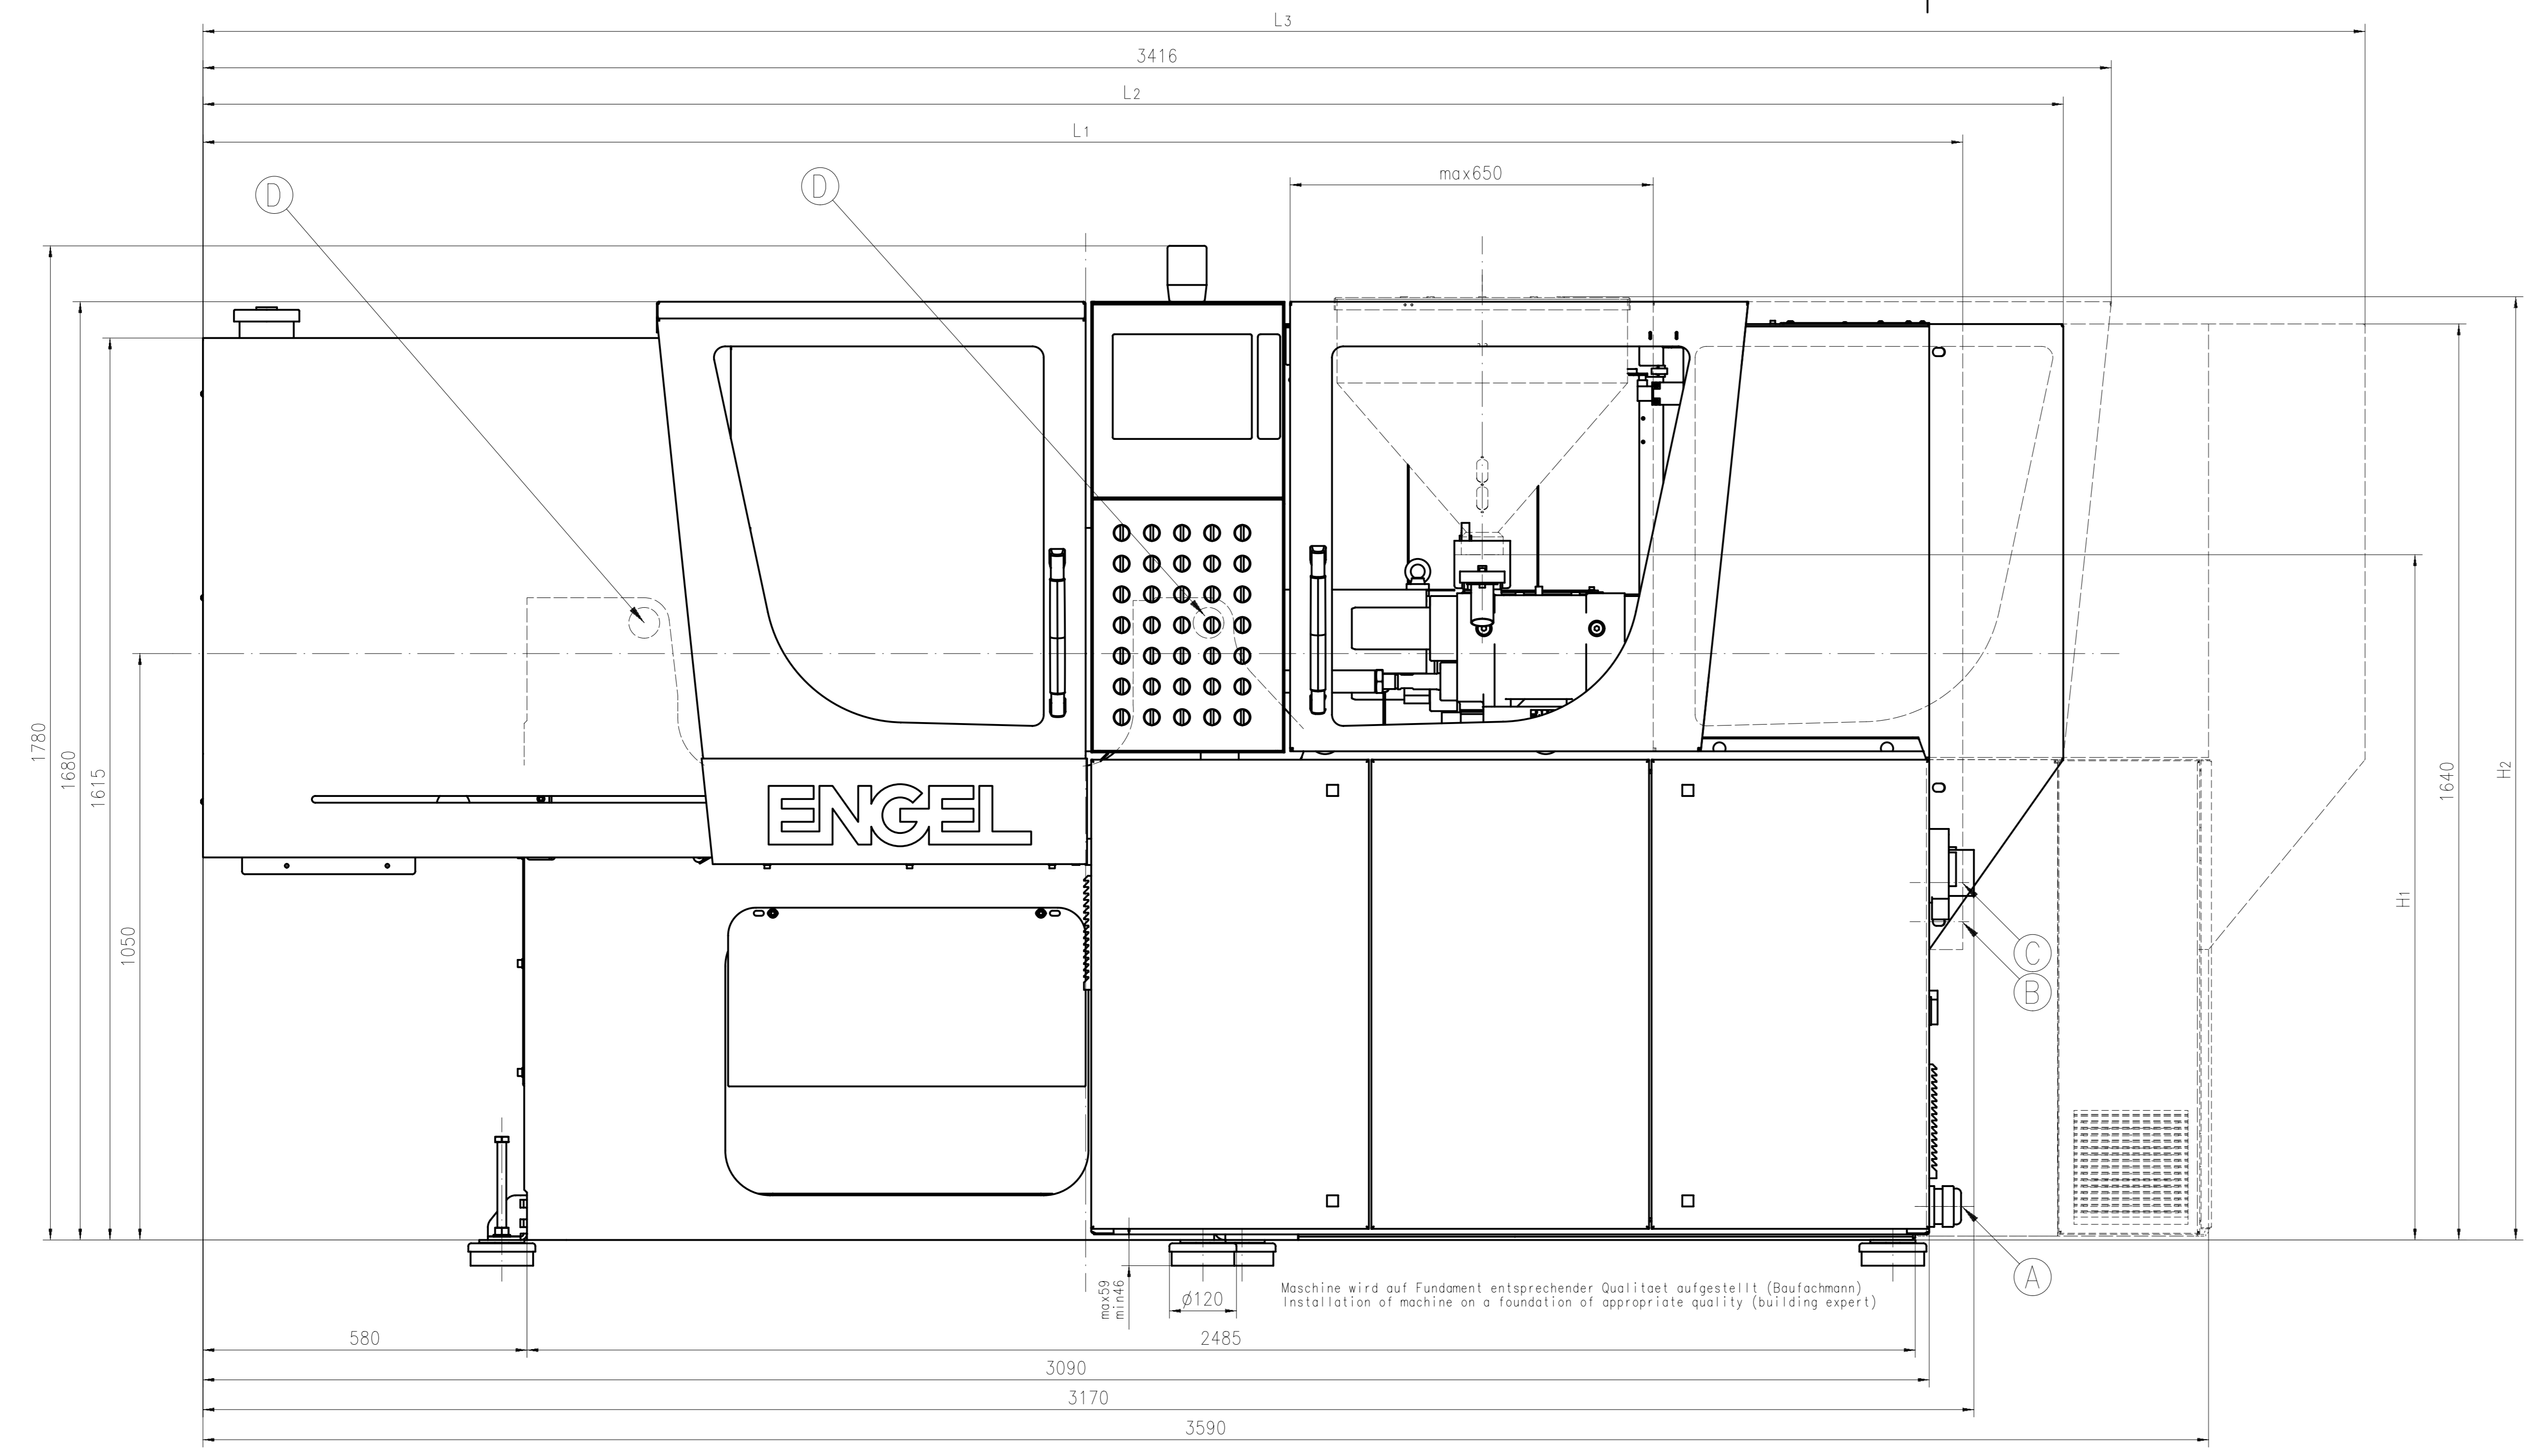 L3
3416
L2
L1
max650
D
D
1780
1680
1615
1050
1640
H2
H1
ENGEL
C
B
A
max59
min46
Ø120
Maschine wird auf Fundament entsprechender Qualitaet aufgestellt (Baufachmann)
Installation of machine on a foundation of appropriate quality (building expert)
580
2485
3090
3170
3590